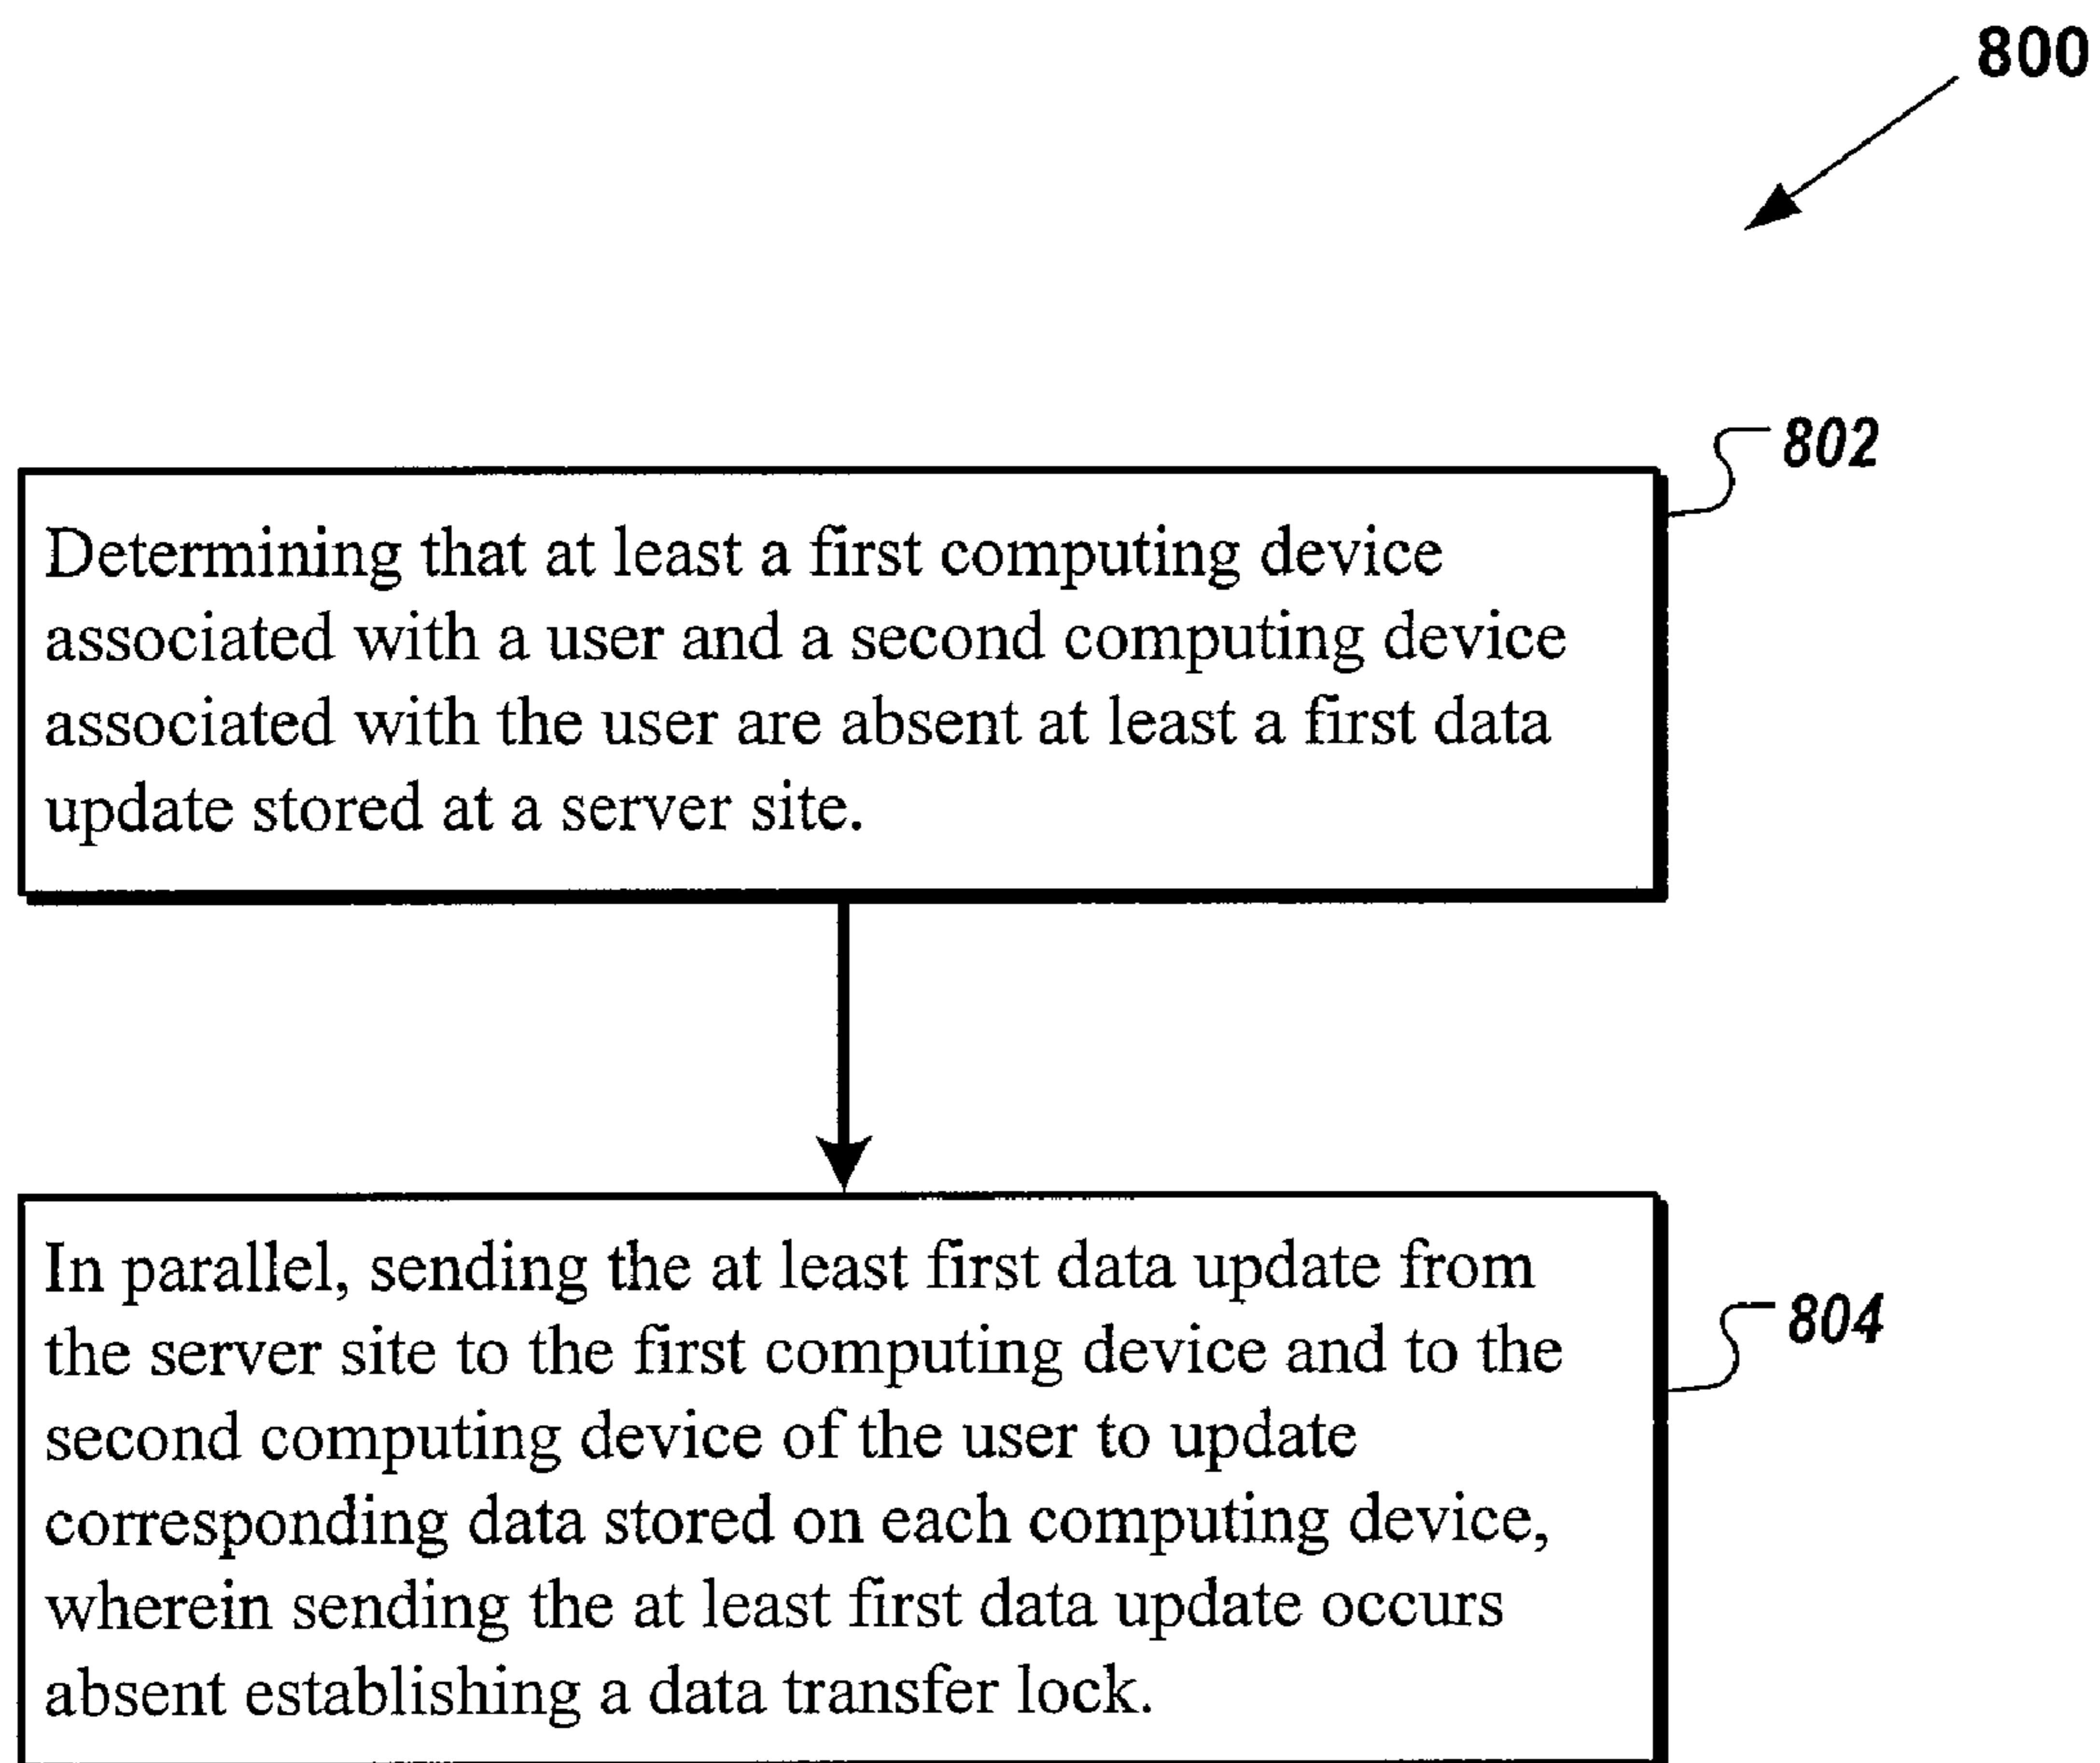 800
802
Determining that at least a first computing device
associated with a user and a second computing device
associated with the user are absent at least a first data
update stored at a server site.
In parallel, sending the at least first data update from
the server site to the first computing device and to the
second computing device of the user to update
corresponding data stored on each computing device,
wherein sending the at least first data update occurs
absent establishing a data transfer lock.
804